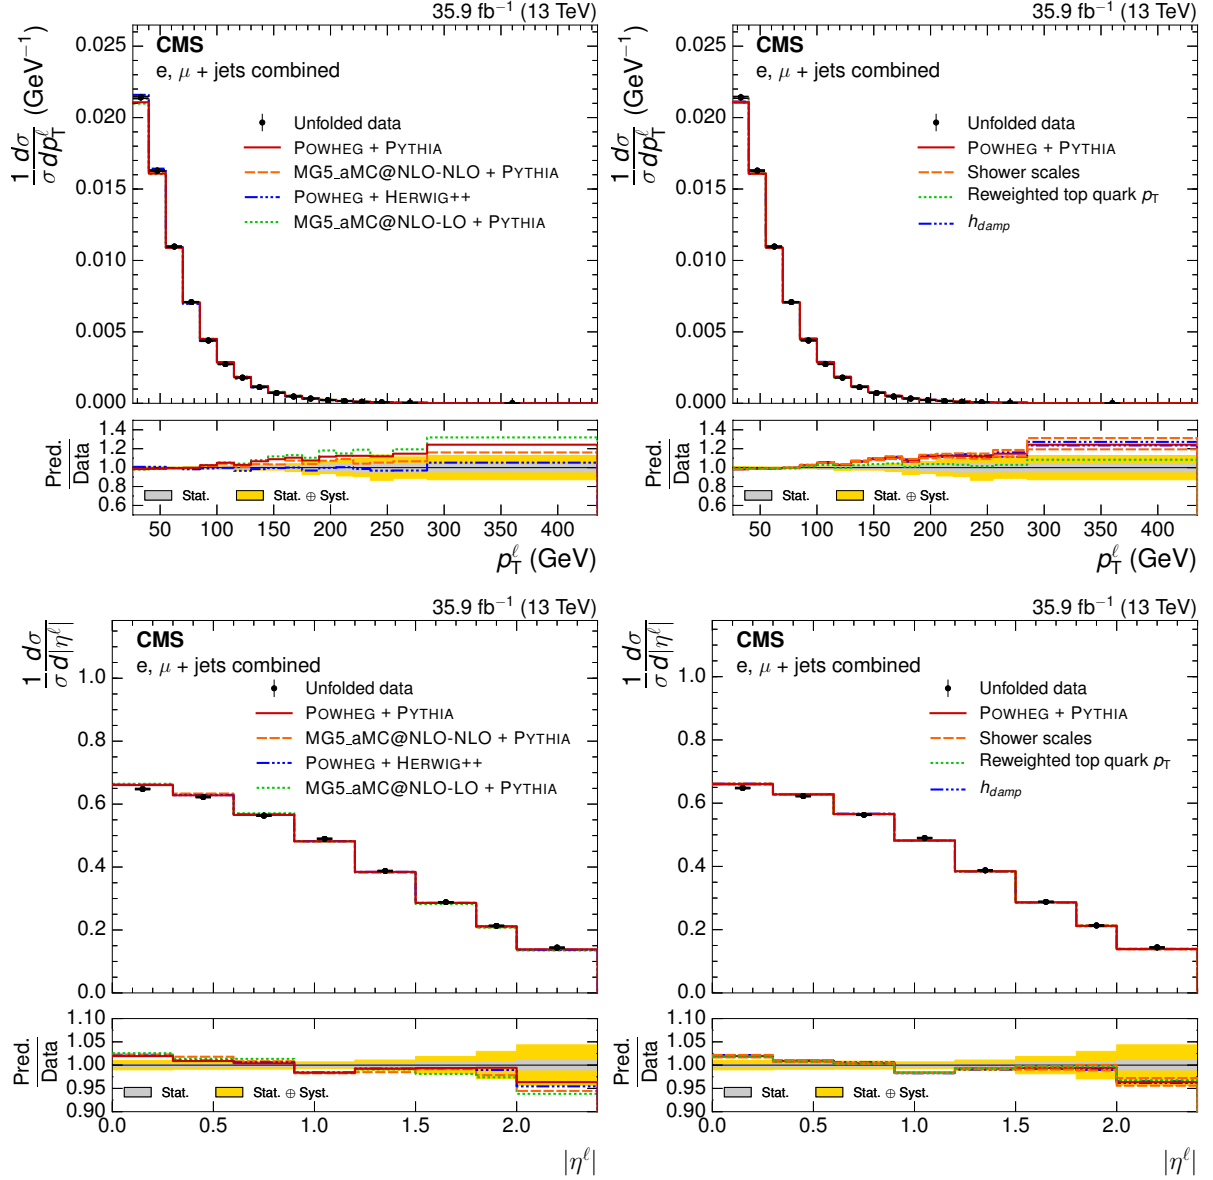 35.9 fb⁻¹ (13 TeV)
CMS
e, μ + jets combined
1/σ dσ/dp_T^ℓ (GeV⁻¹)
0.025
0.020
0.015
0.010
0.005
0.000
Unfolded data
POWHEG + PYTHIA
MG5_aMC@NLO-NLO + PYTHIA
POWHEG + HERWIG++
MG5_aMC@NLO-LO + PYTHIA
Pred.
Data
1.4
1.2
1.0
0.8
0.6
Stat.
Stat. ⊕ Syst.
50 100 150 200 250 300 350 400
p_T^ℓ (GeV)
35.9 fb⁻¹ (13 TeV)
CMS
e, μ + jets combined
1/σ dσ/dp_T^ℓ (GeV⁻¹)
0.025
0.020
0.015
0.010
0.005
0.000
Unfolded data
POWHEG + PYTHIA
Shower scales
Reweighted top quark p_T
h_damp
Pred.
Data
1.4
1.2
1.0
0.8
0.6
Stat.
Stat. ⊕ Syst.
50 100 150 200 250 300 350 400
p_T^ℓ (GeV)
35.9 fb⁻¹ (13 TeV)
CMS
e, μ + jets combined
1/σ dσ/d|η^ℓ|
1.0
0.8
0.6
0.4
0.2
0.0
Unfolded data
POWHEG + PYTHIA
MG5_aMC@NLO-NLO + PYTHIA
POWHEG + HERWIG++
MG5_aMC@NLO-LO + PYTHIA
Pred.
Data
1.10
1.05
1.00
0.95
0.90
Stat.
Stat. ⊕ Syst.
0.0 0.5 1.0 1.5 2.0
|η^ℓ|
35.9 fb⁻¹ (13 TeV)
CMS
e, μ + jets combined
1/σ dσ/d|η^ℓ|
1.0
0.8
0.6
0.4
0.2
0.0
Unfolded data
POWHEG + PYTHIA
Shower scales
Reweighted top quark p_T
h_damp
Pred.
Data
1.10
1.05
1.00
0.95
0.90
Stat.
Stat. ⊕ Syst.
0.0 0.5 1.0 1.5 2.0
|η^ℓ|